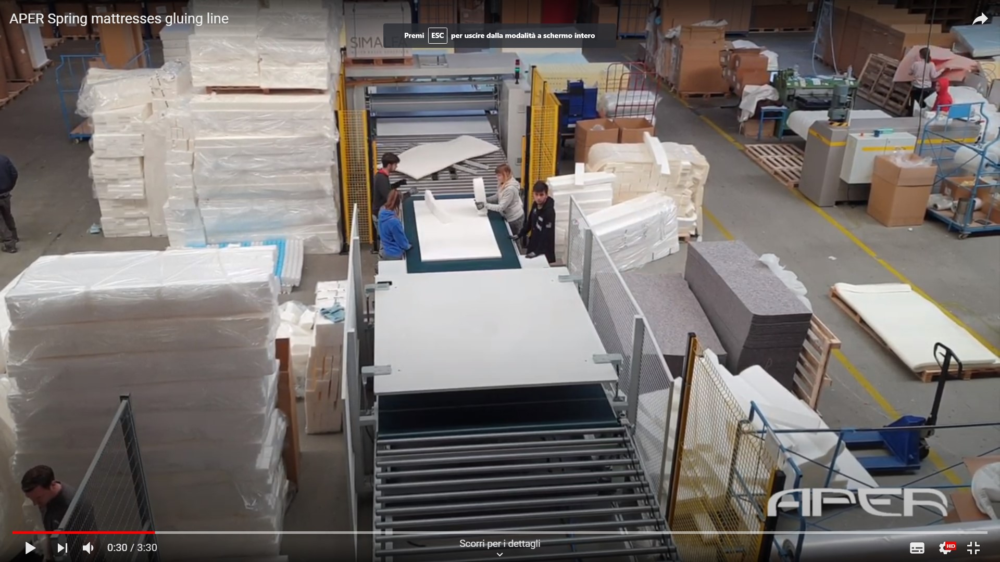 APER Spring mattresses gluing line
Premi ESC per uscire dalla modalità a schermo intero
SIMALFA
APER
0:30 / 3:30
Scorri per i dettagli
HD